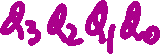 a₃ a₂ a₁ a₀